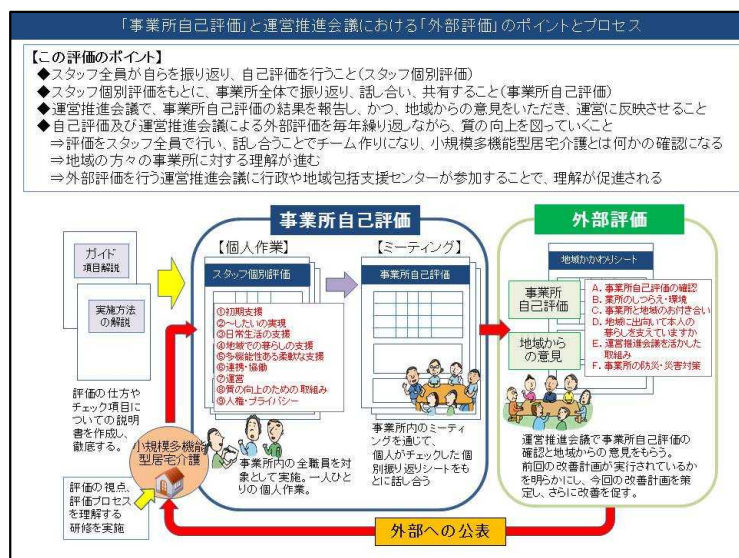 「事業所自己評価」と運営推進会議における「外部評価」のポイントとプロセス
【この評価のポイント】
◆スタッフ全員が自らを振り返り、自己評価を行うこと(スタッフ個別評価)
◆スタッフ個別評価をもとに、事業所全体で振り返り、話し合い、共有すること(事業所自己評価)
◆運営推進会議で、事業所自己評価の結果を報告し、かつ、地域からの意見をいただき、運営に反映させること
◆自己評価及び運営推進会議による外部評価を毎年繰り返しながら、質の向上を図っていくこと
⇒評価をスタッフ全員で行い、話し合うことでチーム作りになり、小規模多機能型居宅介護とは何かの確認になる
⇒地域の方々の事業所に対する理解が進む
⇒外部評価を行う運営推進会議に行政や地域包括支援センターが参加することで、理解が促進される
ガイド
項目解説
実施方法
の解説
評価の仕方や
チェック項目に
ついての説明
書を作成し、
徹底する。
小規模多機能
型居宅介護
評価の視点、
評価プロセス
を理解する
研修を実施
事業所自己評価
【個人作業】
スタッフ個別評価
①初期支援
②～したいの実現
③日常生活の支援
④地域での暮らしの支援
⑤多機能性ある柔軟な支援
⑥連携・協働
⑦運営
⑧質の向上のための取組み
⑨人権・プライバシー
事業所内の全職員を対
象として実施。一人ひ
とりの個人作業。
【ミーティング】
事業所自己評価
事業所内のミーティ
ングを通じて、
個人がチェックした個
別振り返りシートをも
とに話し合う
外部評価
地域かかわりシート
事業所
自己評価
地域から
の意見
A. 事業所自己評価の確認
B. 業所のしつらえ・環境
C. 事業所と地域のお付き合い
D. 地域に出向いて本人の
暮らしを支えていますか
E. 運営推進会議を活かした
取組み
F. 事業所の防災・災害対策
運営推進会議で事業所自己評価の
確認と地域からの意見をもらう。
前回の改善計画が実行されているか
を明らかにし、今回の改善計画を策
定し、さらに改善を促す。
外部への公表